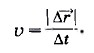 υ = |Δr⃗| / Δt.